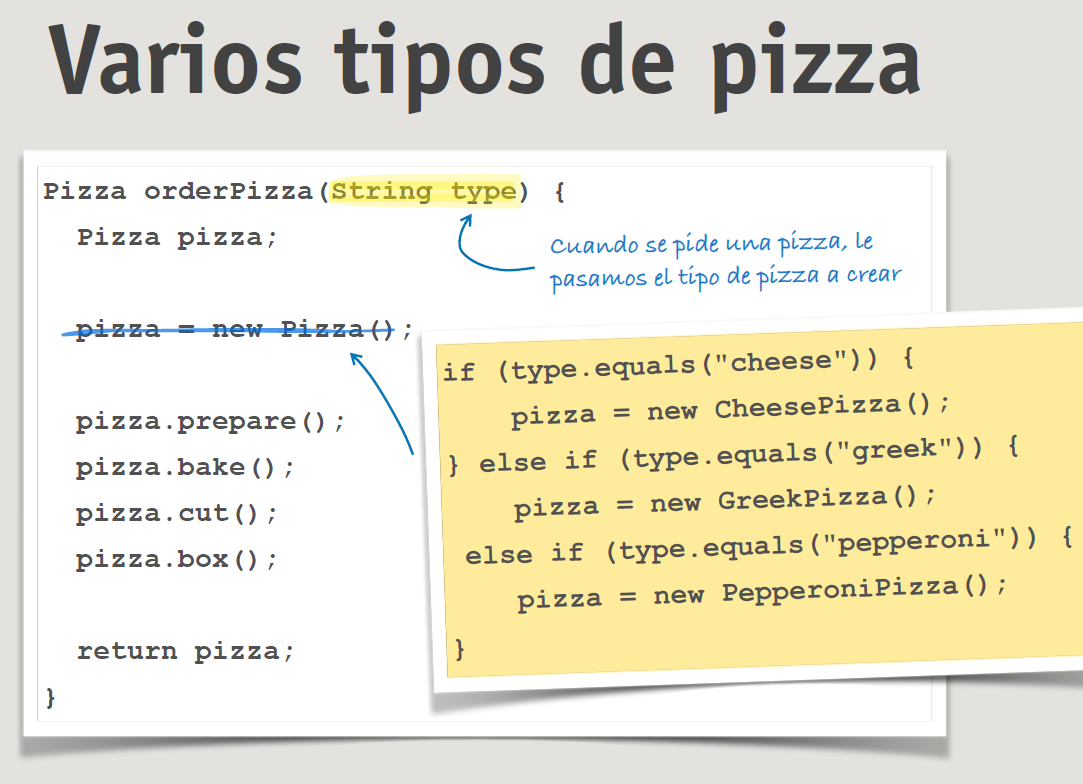 Varios tipos de pizza
Pizza orderPizza(String type) {
Pizza pizza;
Cuando se pide una pizza, le
pasamos el tipo de pizza a crear
pizza = new Pizza();
pizza.prepare();
pizza.bake();
pizza.cut();
pizza.box();
return pizza;
}
if (type.equals("cheese")) {
pizza = new CheesePizza();
} else if (type.equals("greek")) {
pizza = new GreekPizza();
else if (type.equals("pepperoni")) {
pizza = new PepperoniPizza();
}